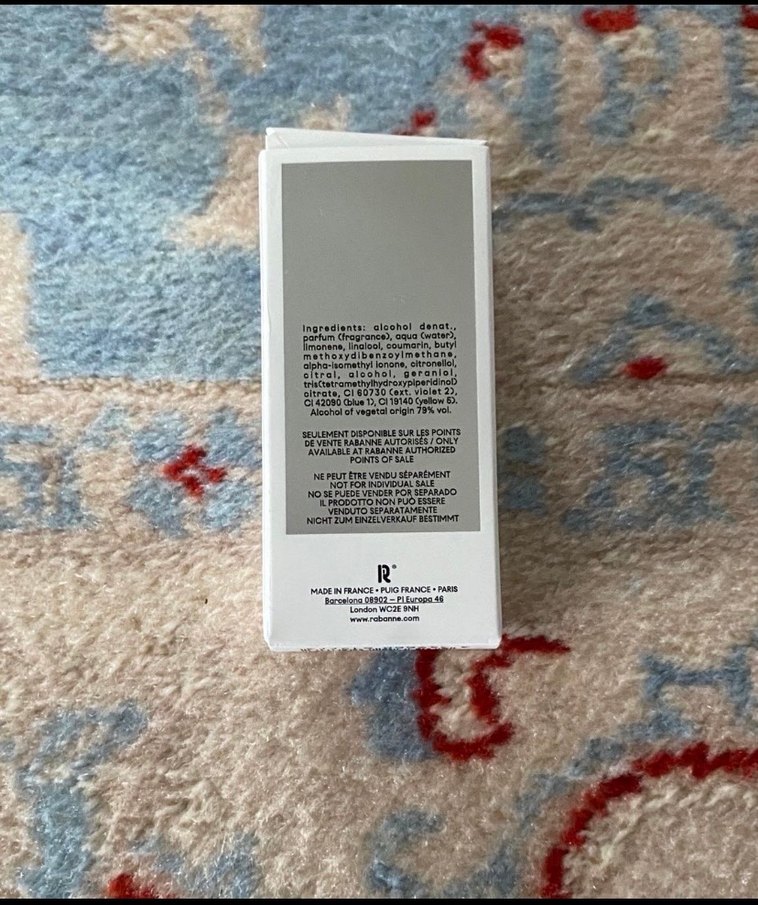 Ingredients: alcohol denat.,
parfum (fragrance), aqua (water),
limonene, linalool, coumarin, butyl
methoxydibenzoylmethane,
alpha-isomethyl ionone, citronellol,
citral, alcohol, geraniol,
tris(tetramethylhydroxypiperidinol)
citrate, CI 60730 (ext. violet 2),
CI 42090 (blue 1), CI 19140 (yellow 5).
Alcohol of vegetal origin 79% vol.
SEULEMENT DISPONIBLE SUR LES POINTS
DE VENTE RABANNE AUTORISÉS / ONLY
AVAILABLE AT RABANNE AUTHORIZED
POINTS OF SALE
NE PEUT ÊTRE VENDU SÉPARÉMENT
NOT FOR INDIVIDUAL SALE
NO SE PUEDE VENDER POR SEPARADO
IL PRODOTTO NON PUÒ ESSERE
VENDUTO SEPARATAMENTE
NICHT ZUM EINZELVERKAUF BESTIMMT
R®
MADE IN FRANCE • PUIG FRANCE • PARIS
Barcelona 08902 – Pl Europa 46
London WC2E 9NH
www.rabanne.com